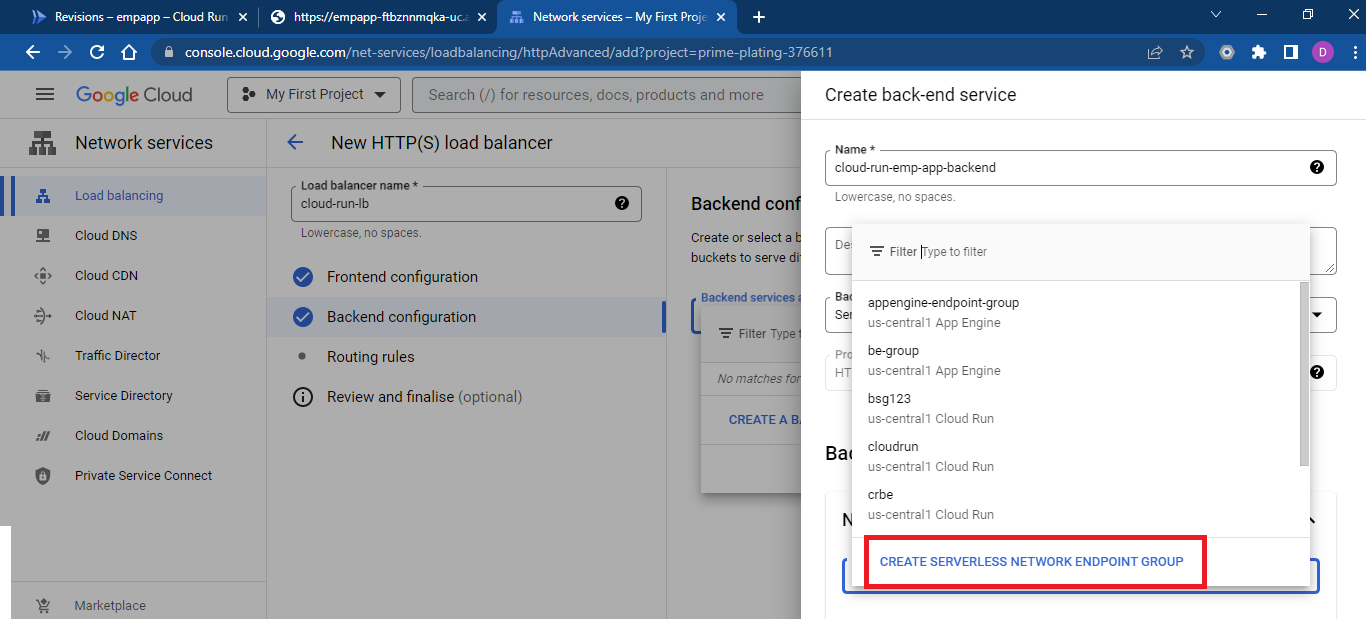 Revisions – empapp – Cloud Run
https://empapp-ftbznnmqka-uc.a
Network services – My First Proje
console.cloud.google.com/net-services/loadbalancing/httpAdvanced/add?project=prime-plating-376611
D
Google Cloud
My First Project
Search (/) for resources, docs, products and more
Network services
Load balancing
Cloud DNS
Cloud CDN
Cloud NAT
Traffic Director
Service Directory
Cloud Domains
Private Service Connect
Marketplace
New HTTP(S) load balancer
Load balancer name *
cloud-run-lb
Lowercase, no spaces.
Frontend configuration
Backend configuration
Routing rules
Review and finalise (optional)
Backend conf
Create or select a b
buckets to serve di
Backend services a
Filter Type t
No matches for
CREATE A BA
Create back-end service
Name *
cloud-run-emp-app-backend
Lowercase, no spaces.
Des
Bac
Ser
Pro
HT
Bac
N
Filter Type to filter
appengine-endpoint-group
us-central1 App Engine
be-group
us-central1 App Engine
bsg123
us-central1 Cloud Run
cloudrun
us-central1 Cloud Run
crbe
us-central1 Cloud Run
CREATE SERVERLESS NETWORK ENDPOINT GROUP